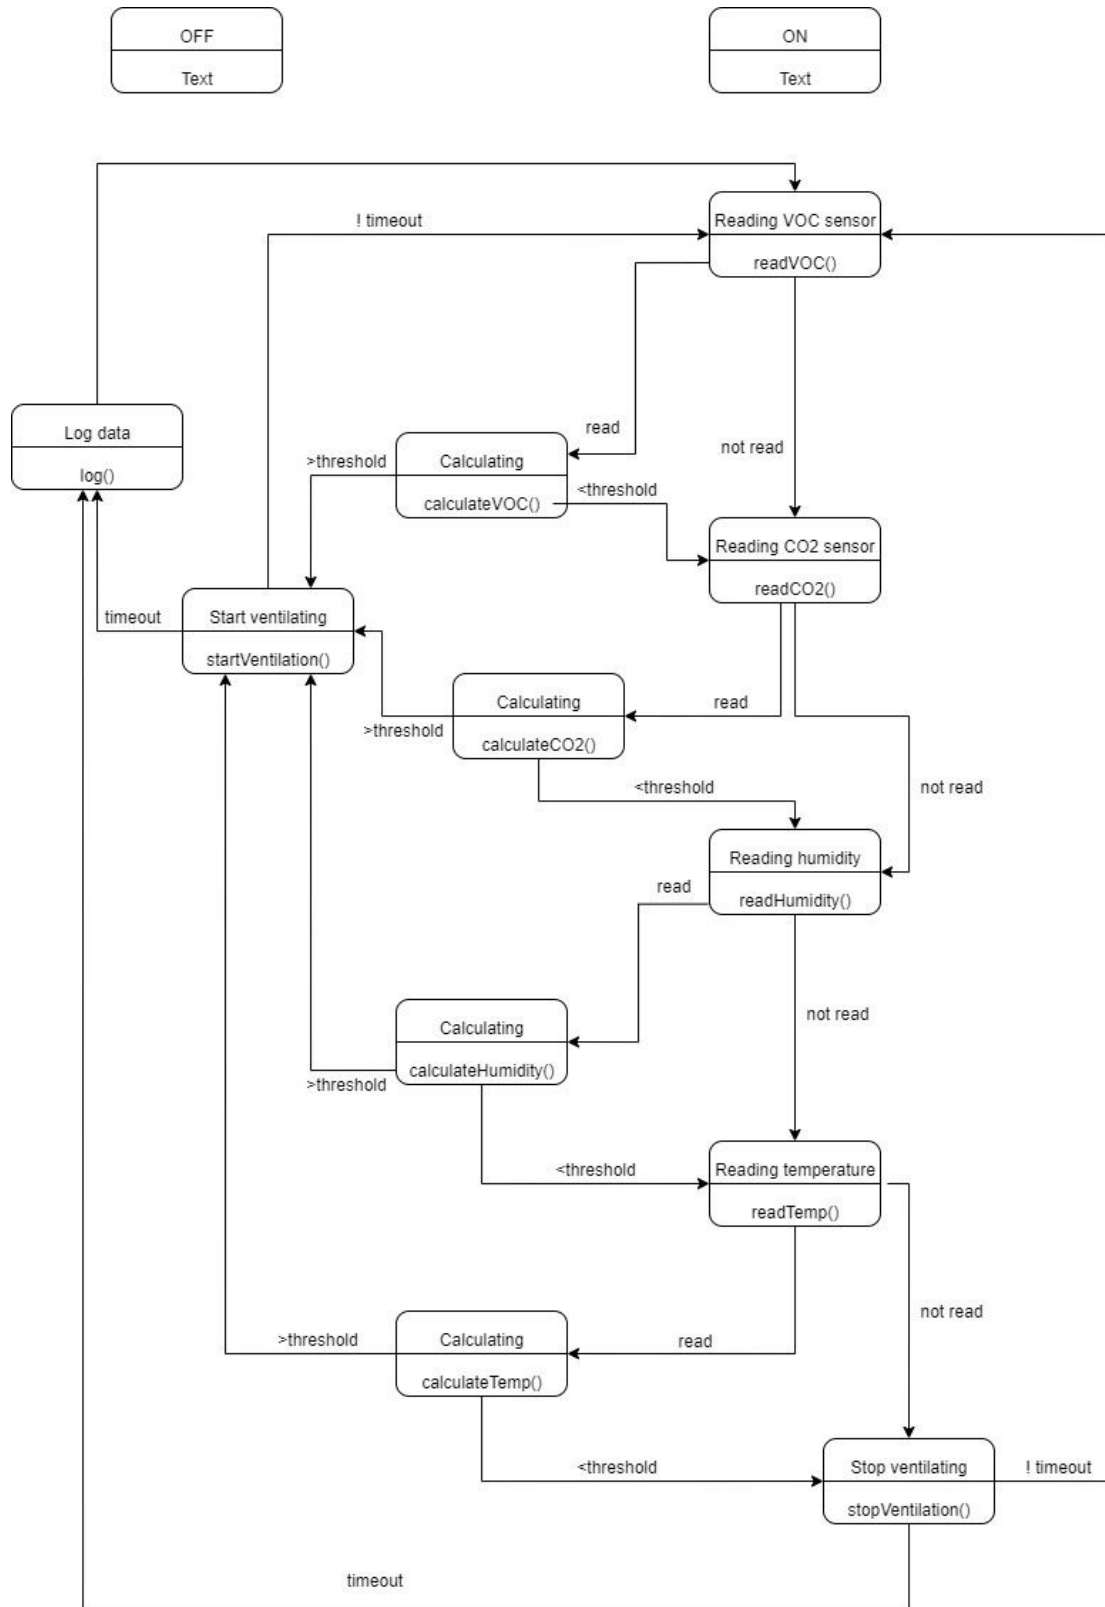 OFF
Text
ON
Text
Reading VOC sensor
readVOC()
! timeout
read
not read
Log data
log()
Calculating
calculateVOC()
>threshold
<threshold
Reading CO2 sensor
readCO2()
timeout
Start ventilating
startVentilation()
Calculating
calculateCO2()
read
>threshold
<threshold
not read
Reading humidity
readHumidity()
read
not read
Calculating
calculateHumidity()
>threshold
<threshold
Reading temperature
readTemp()
not read
read
Calculating
calculateTemp()
>threshold
<threshold
Stop ventilating
stopVentilation()
! timeout
timeout